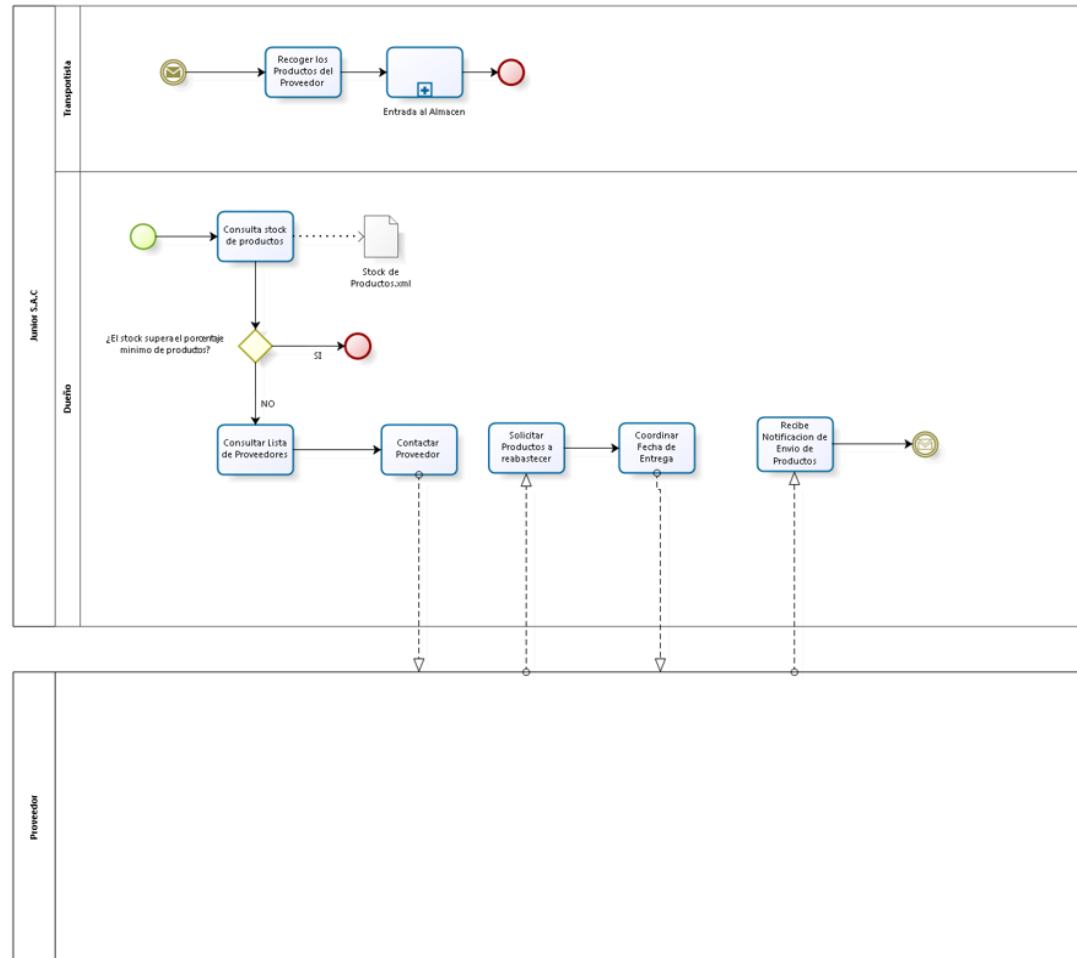 Junior S.A.C
Transportista
Recoger los
Productos del
Proveedor
Entrada al Almacen
Dueño
Consulta stock
de productos
Stock de
Productos.xml
¿El stock supera el porcentaje
minimo de productos?
SI
NO
Consultar Lista
de Proveedores
Contactar
Proveedor
Solicitar
Productos a
reabastecer
Coordinar
Fecha de
Entrega
Recibe
Notificacion de
Envio de
Productos
Proveedor